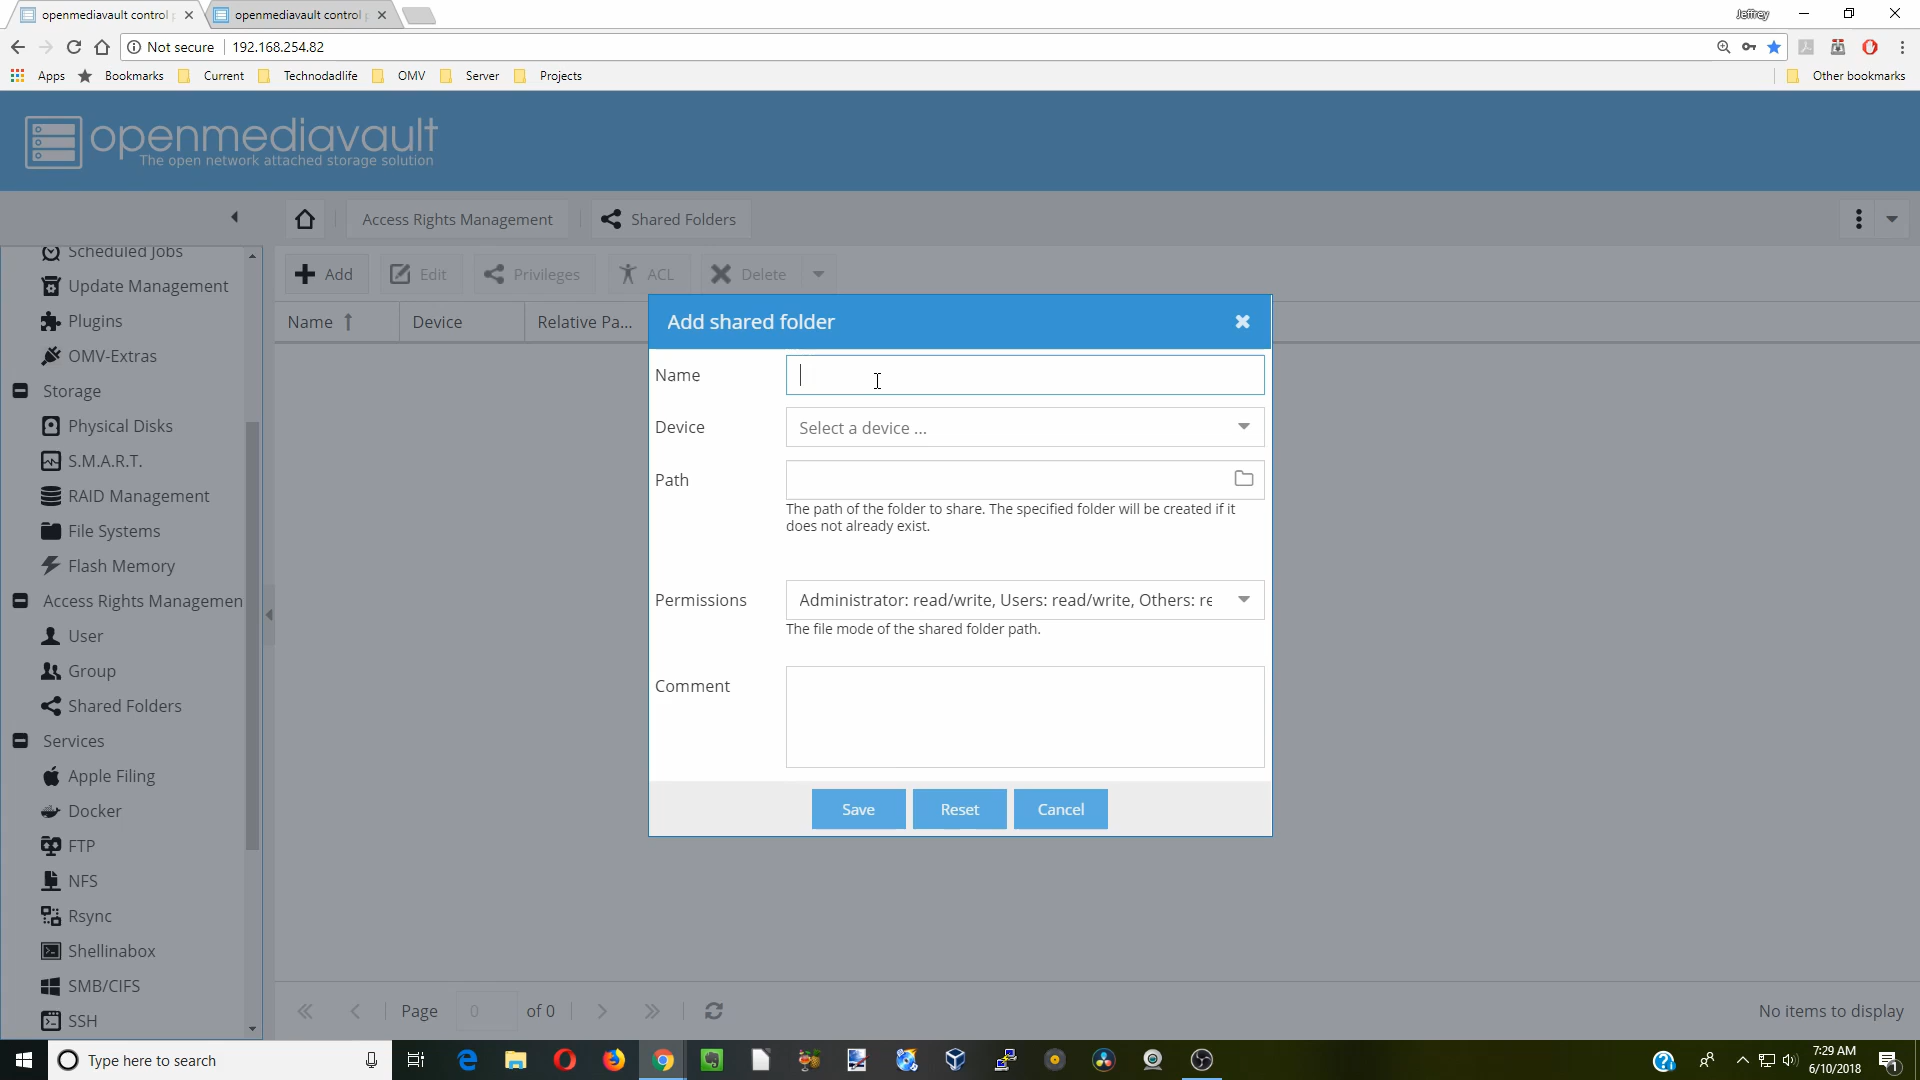 openmediavault control p
openmediavault control p
Jeffrey
Not secure
192.168.254.82
Apps
Bookmarks
Current
Technodadlife
OMV
Server
Projects
Other bookmarks
openmediavault
The open network attached storage solution
Access Rights Management
Shared Folders
Scheduled Jobs
Update Management
Plugins
OMV-Extras
Storage
Physical Disks
S.M.A.R.T.
RAID Management
File Systems
Flash Memory
Access Rights Managemen
User
Group
Shared Folders
Services
Apple Filing
Docker
FTP
NFS
Rsync
Shellinabox
SMB/CIFS
SSH
Add
Edit
Privileges
ACL
Delete
Name
Device
Relative Pa...
Add shared folder
Name
Device
Select a device ...
Path
The path of the folder to share. The specified folder will be created if it
does not already exist.
Permissions
Administrator: read/write, Users: read/write, Others: re
The file mode of the shared folder path.
Comment
Save
Reset
Cancel
Page
0
of 0
No items to display
Type here to search
7:29 AM
6/10/2018
1